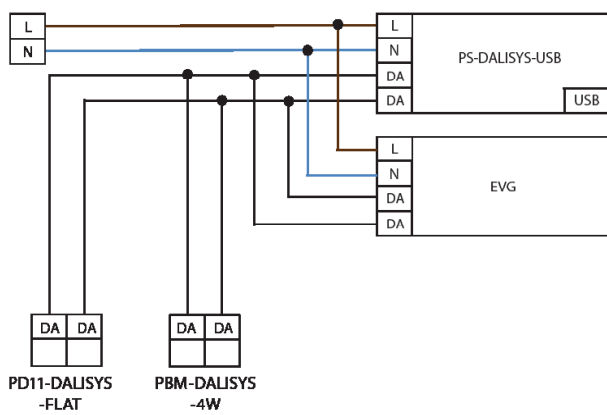 L
N
L
N
DA
DA
PS-DALISYS-USB
USB
L
N
DA
DA
EVG
DA DA
PD11-DALISYS
-FLAT
DA DA
PBM-DALISYS
-4W